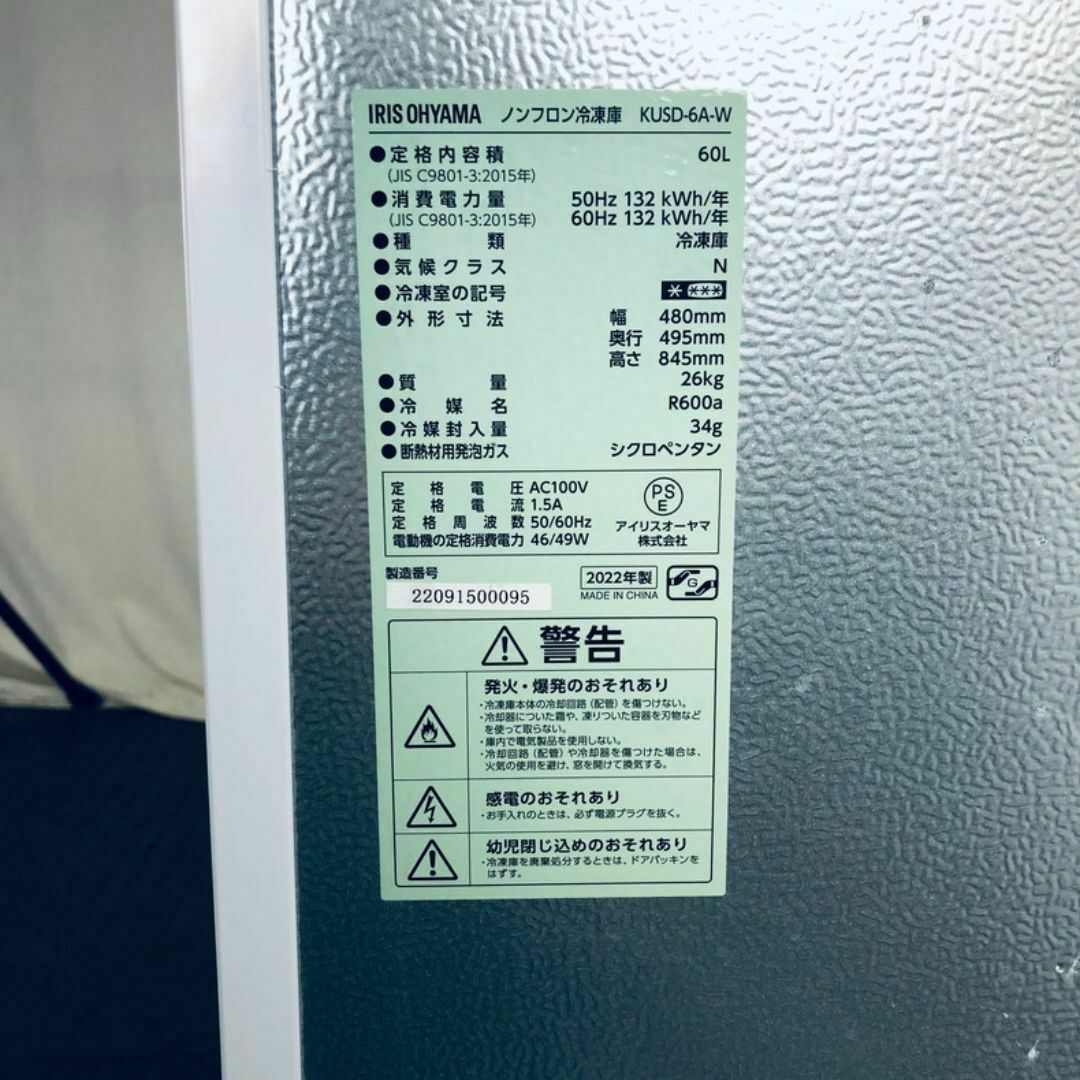 IRIS OHYAMA ノンフロン冷凍庫 KUSD-6A-W
●定格内容積 60L
(JIS C9801-3:2015年)
●消費電力量 50Hz 132 kWh/年
(JIS C9801-3:2015年) 60Hz 132 kWh/年
●種類 冷凍庫
●気候クラス N
●冷凍室の記号 * ***
●外形寸法 幅 480mm
奥行 495mm
高さ 845mm
●質量 26kg
●冷媒名 R600a
●冷媒封入量 34g
●断熱材用発泡ガス シクロペンタン
定格電圧 AC100V
定格電流 1.5A
定格周波数 50/60Hz
電動機の定格消費電力 46/49W
PS
E
アイリスオーヤマ
株式会社
製造番号
22091500095
2022年製
MADE IN CHINA
G
警告
発火・爆発のおそれあり
・冷凍庫本体の冷却回路（配管）を傷つけない。
・冷却器についた霜や、凍りついた容器を刃物など
を使って取らない。
・庫内で電気製品を使用しない。
・冷却回路（配管）や冷却器を傷つけた場合は、
火気の使用を避け、窓を開けて換気する。
感電のおそれあり
・お手入れのときは、必ず電源プラグを抜く。
幼児閉じ込めのおそれあり
・冷凍庫を廃棄処分するときは、ドアパッキンを
はずす。